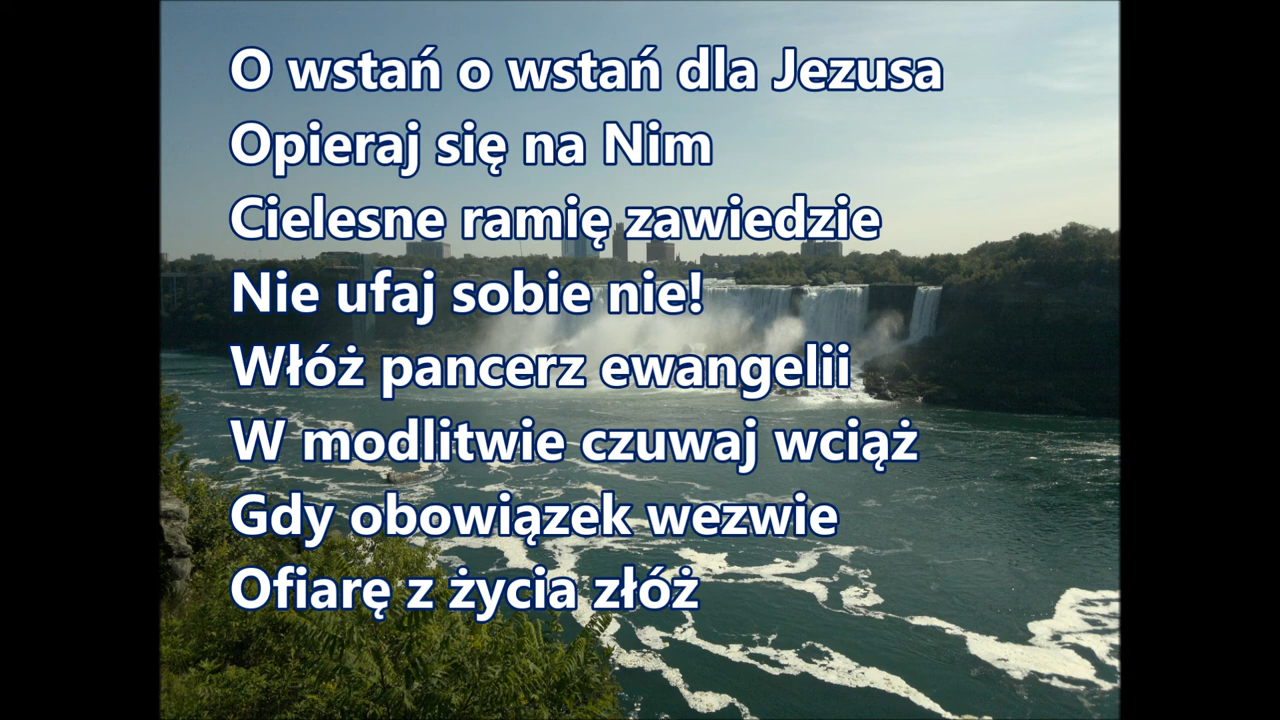 O wstań o wstań dla Jezusa
Opieraj się na Nim
Cielesne ramię zawiedzie
Nie ufaj sobie nie!
Włóż pancerz ewangelii
W modlitwie czuwaj wciąż
Gdy obowiązek wezwie
Ofiarę z życia złóż